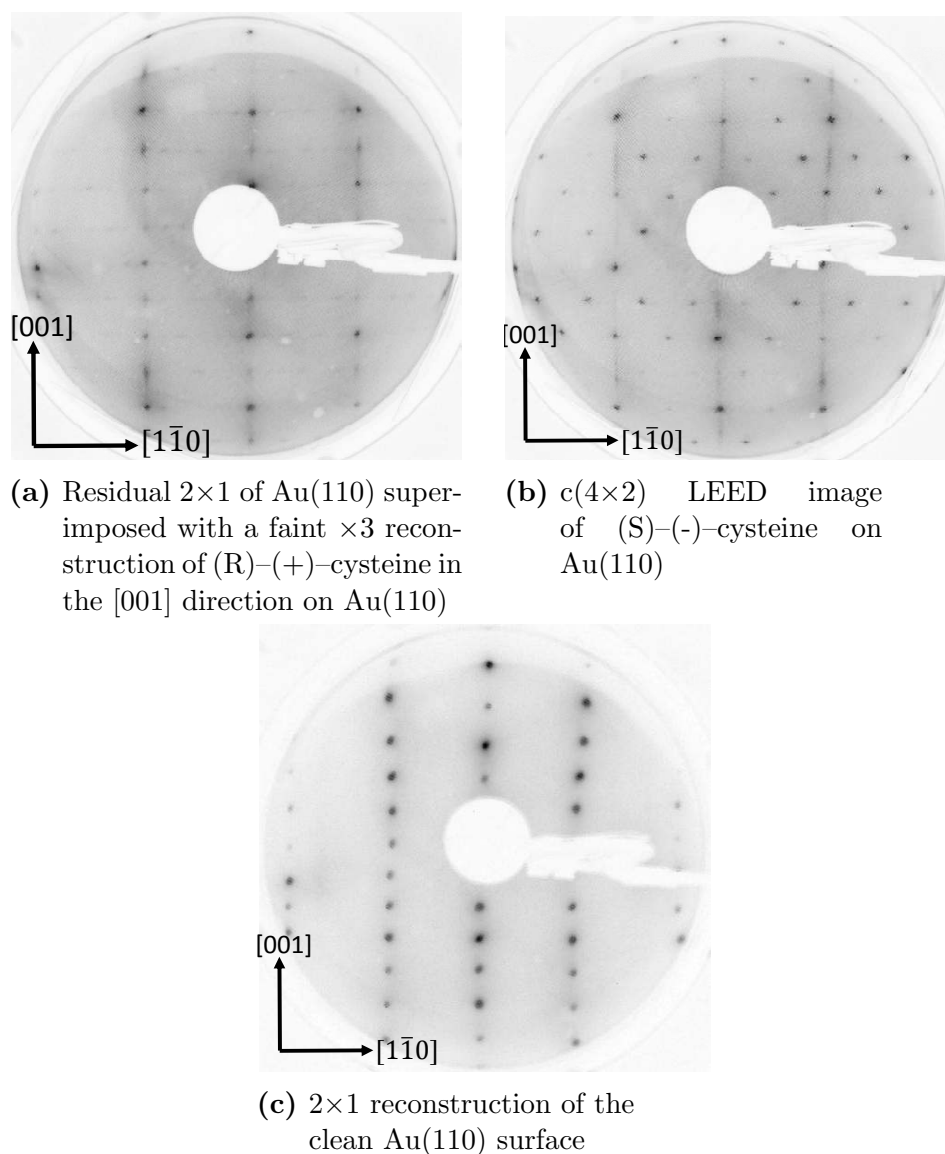 [001]
[11̄0]
[001]
[11̄0]
(a) Residual 2×1 of Au(110) super-
imposed with a faint ×3 recon-
struction of (R)–(+)–cysteine in
the [001] direction on Au(110)
(b) c(4×2) LEED image
of (S)–(-)–cysteine on
Au(110)
[001]
[11̄0]
(c) 2×1 reconstruction of the
clean Au(110) surface